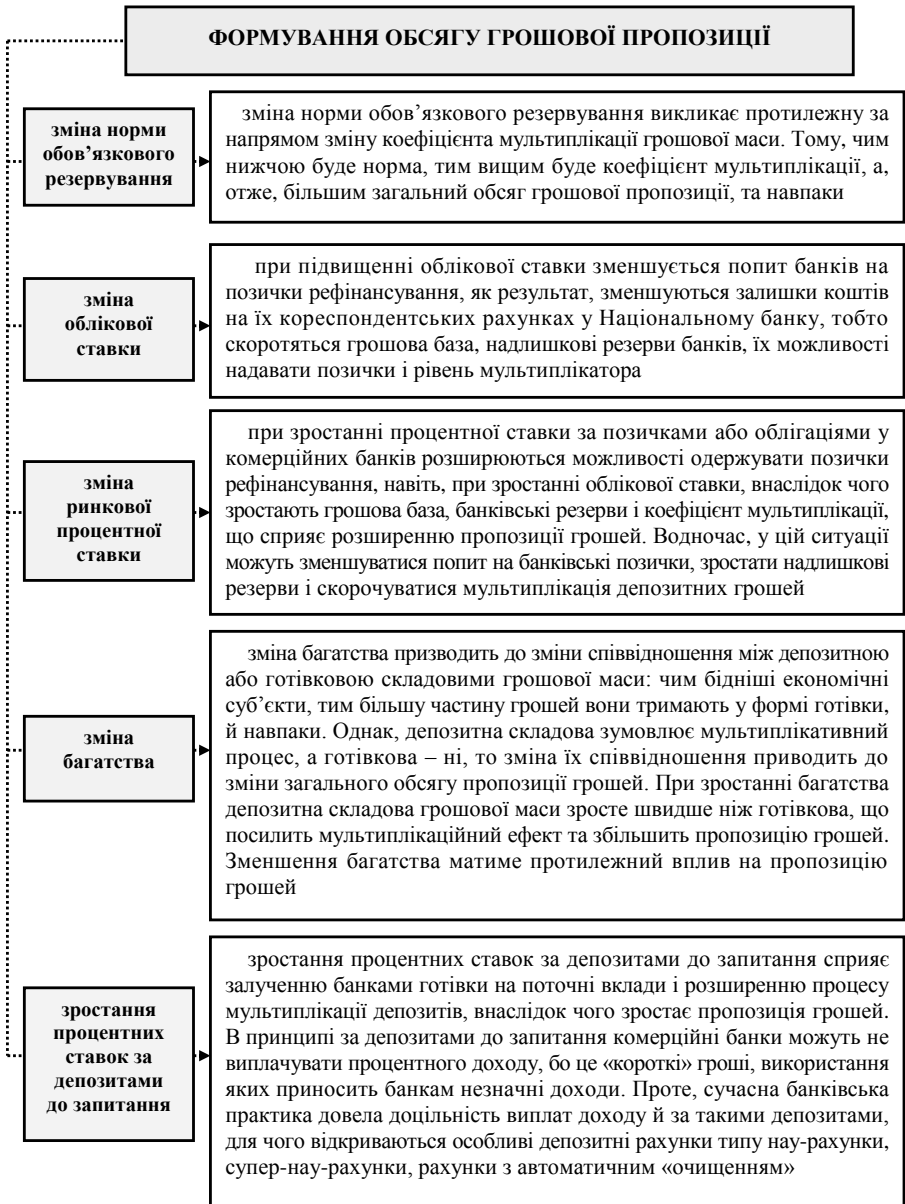 ФОРМУВАННЯ ОБСЯГУ ГРОШОВОЇ ПРОПОЗИЦІЇ
зміна норми
обов’язкового
резервування
зміна норми обов’язкового резервування викликає протилежну за
напрямом зміну коефіцієнта мультиплікації грошової маси. Тому, чим
нижчою буде норма, тим вищим буде коефіцієнт мультиплікації, а,
отже, більшим загальний обсяг грошової пропозиції, та навпаки
зміна
облікової
ставки
при підвищенні облікової ставки зменшується попит банків на
позички рефінансування, як результат, зменшуються залишки коштів
на їх кореспондентських рахунках у Національному банку, тобто
скоротяться грошова база, надлишкові резерви банків, їх можливості
надавати позички і рівень мультиплікатора
зміна
ринкової
процентної
ставки
при зростанні процентної ставки за позичками або облігаціями у
комерційних банків розширюються можливості одержувати позички
рефінансування, навіть, при зростанні облікової ставки, внаслідок чого
зростають грошова база, банківські резерви і коефіцієнт мультиплікації,
що сприяє розширенню пропозиції грошей. Водночас, у цій ситуації
можуть зменшуватися попит на банківські позички, зростати надлишкові
резерви і скорочуватися мультиплікація депозитних грошей
зміна
багатства
зміна багатства призводить до зміни співвідношення між депозитною
або готівковою складовими грошової маси: чим бідніші економічні
суб’єкти, тим більшу частину грошей вони тримають у формі готівки,
й навпаки. Однак, депозитна складова зумовлює мультиплікативний
процес, а готівкова – ні, то зміна їх співвідношення приводить до
зміни загального обсягу пропозиції грошей. При зростанні багатства
депозитна складова грошової маси зросте швидше ніж готівкова, що
посилить мультиплікаційний ефект та збільшить пропозицію грошей.
Зменшення багатства матиме протилежний вплив на пропозицію
грошей
зростання
процентних
ставок за
депозитами
до запитання
зростання процентних ставок за депозитами до запитання сприяє
залученню банками готівки на поточні вклади і розширенню процесу
мультиплікації депозитів, внаслідок чого зростає пропозиція грошей.
В принципі за депозитами до запитання комерційні банки можуть не
виплачувати процентного доходу, бо це «короткі» гроші, використання
яких приносить банкам незначні доходи. Проте, сучасна банківська
практика довела доцільність виплат доходу й за такими депозитами,
для чого відкриваються особливі депозитні рахунки типу нау-рахунки,
супер-нау-рахунки, рахунки з автоматичним «очищенням»